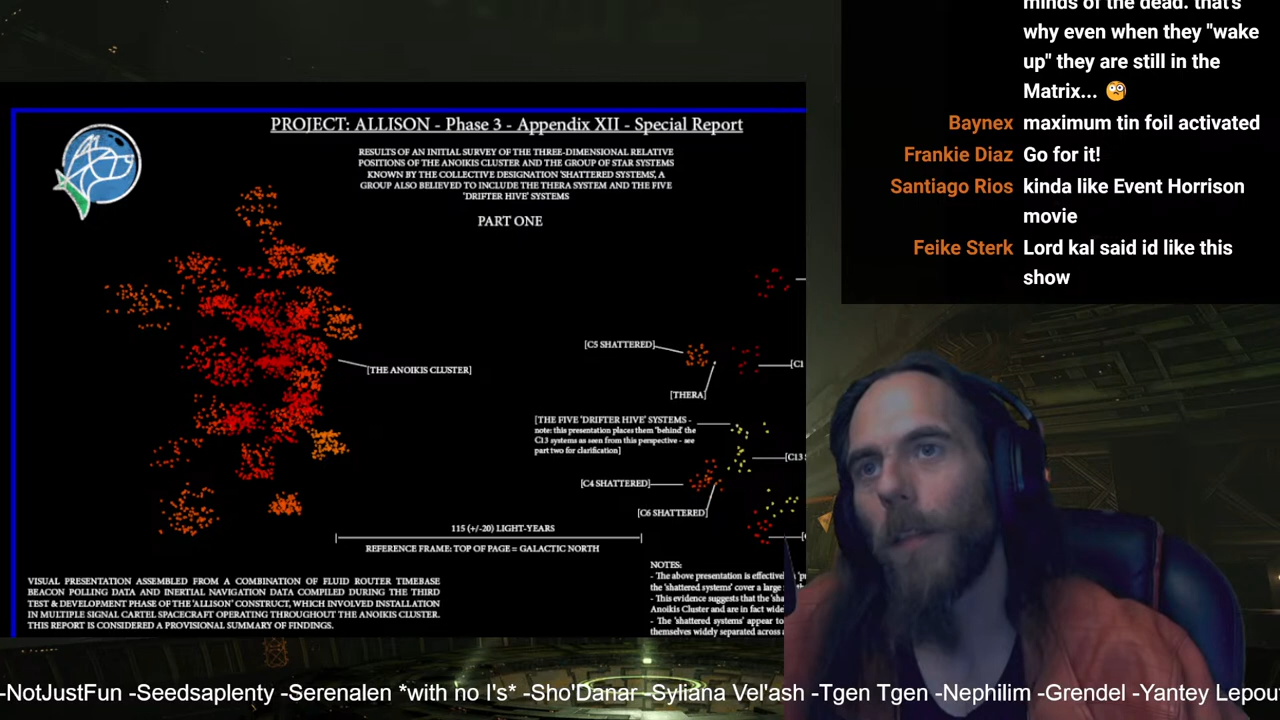 minds of the dead. that's
why even when they "wake
up" they are still in the
Matrix... 🧐
Baynex maximum tin foil activated
Frankie Diaz Go for it!
Santiago Rios kinda like Event Horrison
movie
Feike Sterk Lord kal said id like this
show
PROJECT: ALLISON - Phase 3 - Appendix XII - Special Report
RESULTS OF AN INITIAL SURVEY OF THE THREE-DIMENSIONAL RELATIVE
POSITIONS OF THE ANOIKIS CLUSTER AND THE GROUP OF STAR SYSTEMS
KNOWN BY THE COLLECTIVE DESIGNATION 'SHATTERED SYSTEMS', A
GROUP ALSO BELIEVED TO INCLUDE THE THERA SYSTEM AND THE FIVE
'DRIFTER HIVE' SYSTEMS
PART ONE
[THE ANOIKIS CLUSTER]
[C5 SHATTERED]
[C1
[THERA]
[THE FIVE 'DRIFTER HIVE' SYSTEMS -
note: this presentation places them 'behind' the
C13 systems as seen from this perspective - see
part two for clarification]
[C13
[C4 SHATTERED]
[C6 SHATTERED]
115 (+/-20) LIGHT-YEARS
REFERENCE FRAME: TOP OF PAGE = GALACTIC NORTH
VISUAL PRESENTATION ASSEMBLED FROM A COMBINATION OF FLUID ROUTER TIMEBASE
BEACON POLLING DATA AND INERTIAL NAVIGATION DATA COMPILED DURING THE THIRD
TEST & DEVELOPMENT PHASE OF THE 'ALLISON' CONSTRUCT, WHICH INVOLVED INSTALLATION
IN MULTIPLE SIGNAL CARTEL SPACECRAFT OPERATING THROUGHOUT THE ANOIKIS CLUSTER.
THIS REPORT IS CONSIDERED A PROVISIONAL SUMMARY OF FINDINGS.
NOTES:
- The above presentation is effectivel
the 'shattered systems' cover a large
- This evidence suggests that the 'sha
Anoikis Cluster and are in fact wide
- The 'shattered systems' appear to
themselves widely separated across
-NotJustFun -Seedsaplenty -Serenalen *with no I's* -Sho'Danar -Syliana Vel'ash -Tgen Tgen -Nephilim -Grendel -Yantey Lepou